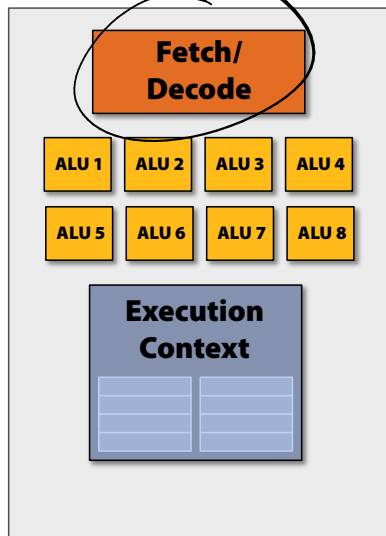 Fetch/
Decode
ALU 1 ALU 2 ALU 3 ALU 4
ALU 5 ALU 6 ALU 7 ALU 8
Execution
Context